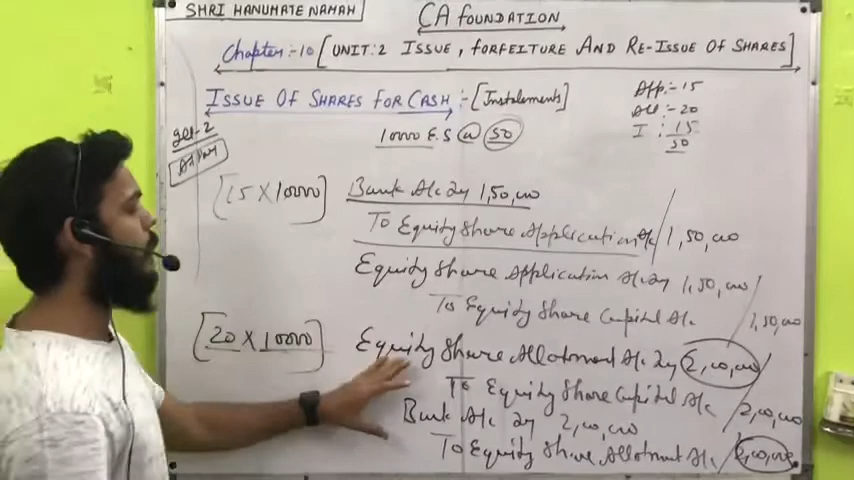 SHRI HANUMATE NAMAH
CA FOUNDATION
Chapter:-10 [UNIT:2 ISSUE, FORFEITURE AND RE-ISSUE OF SHARES]
ISSUE OF SHARES FOR CASH:-[Instalements]
App:- 15
All:- 20
I : 15
50
10000 E.S @ 50
[15 X 10000]
Bank A/c Dr 1,50,000
To Equity Share Application A/c 1,50,000
Equity Share Application A/c Dr 1,50,000
To Equity Share Capital A/c 1,50,000
[20 X 10000]
Equity Share Allotment A/c Dr 2,00,000
To Equity Share Capital A/c 2,00,000
Bank A/c Dr 2,00,000
To Equity Share Allotment A/c 2,00,000